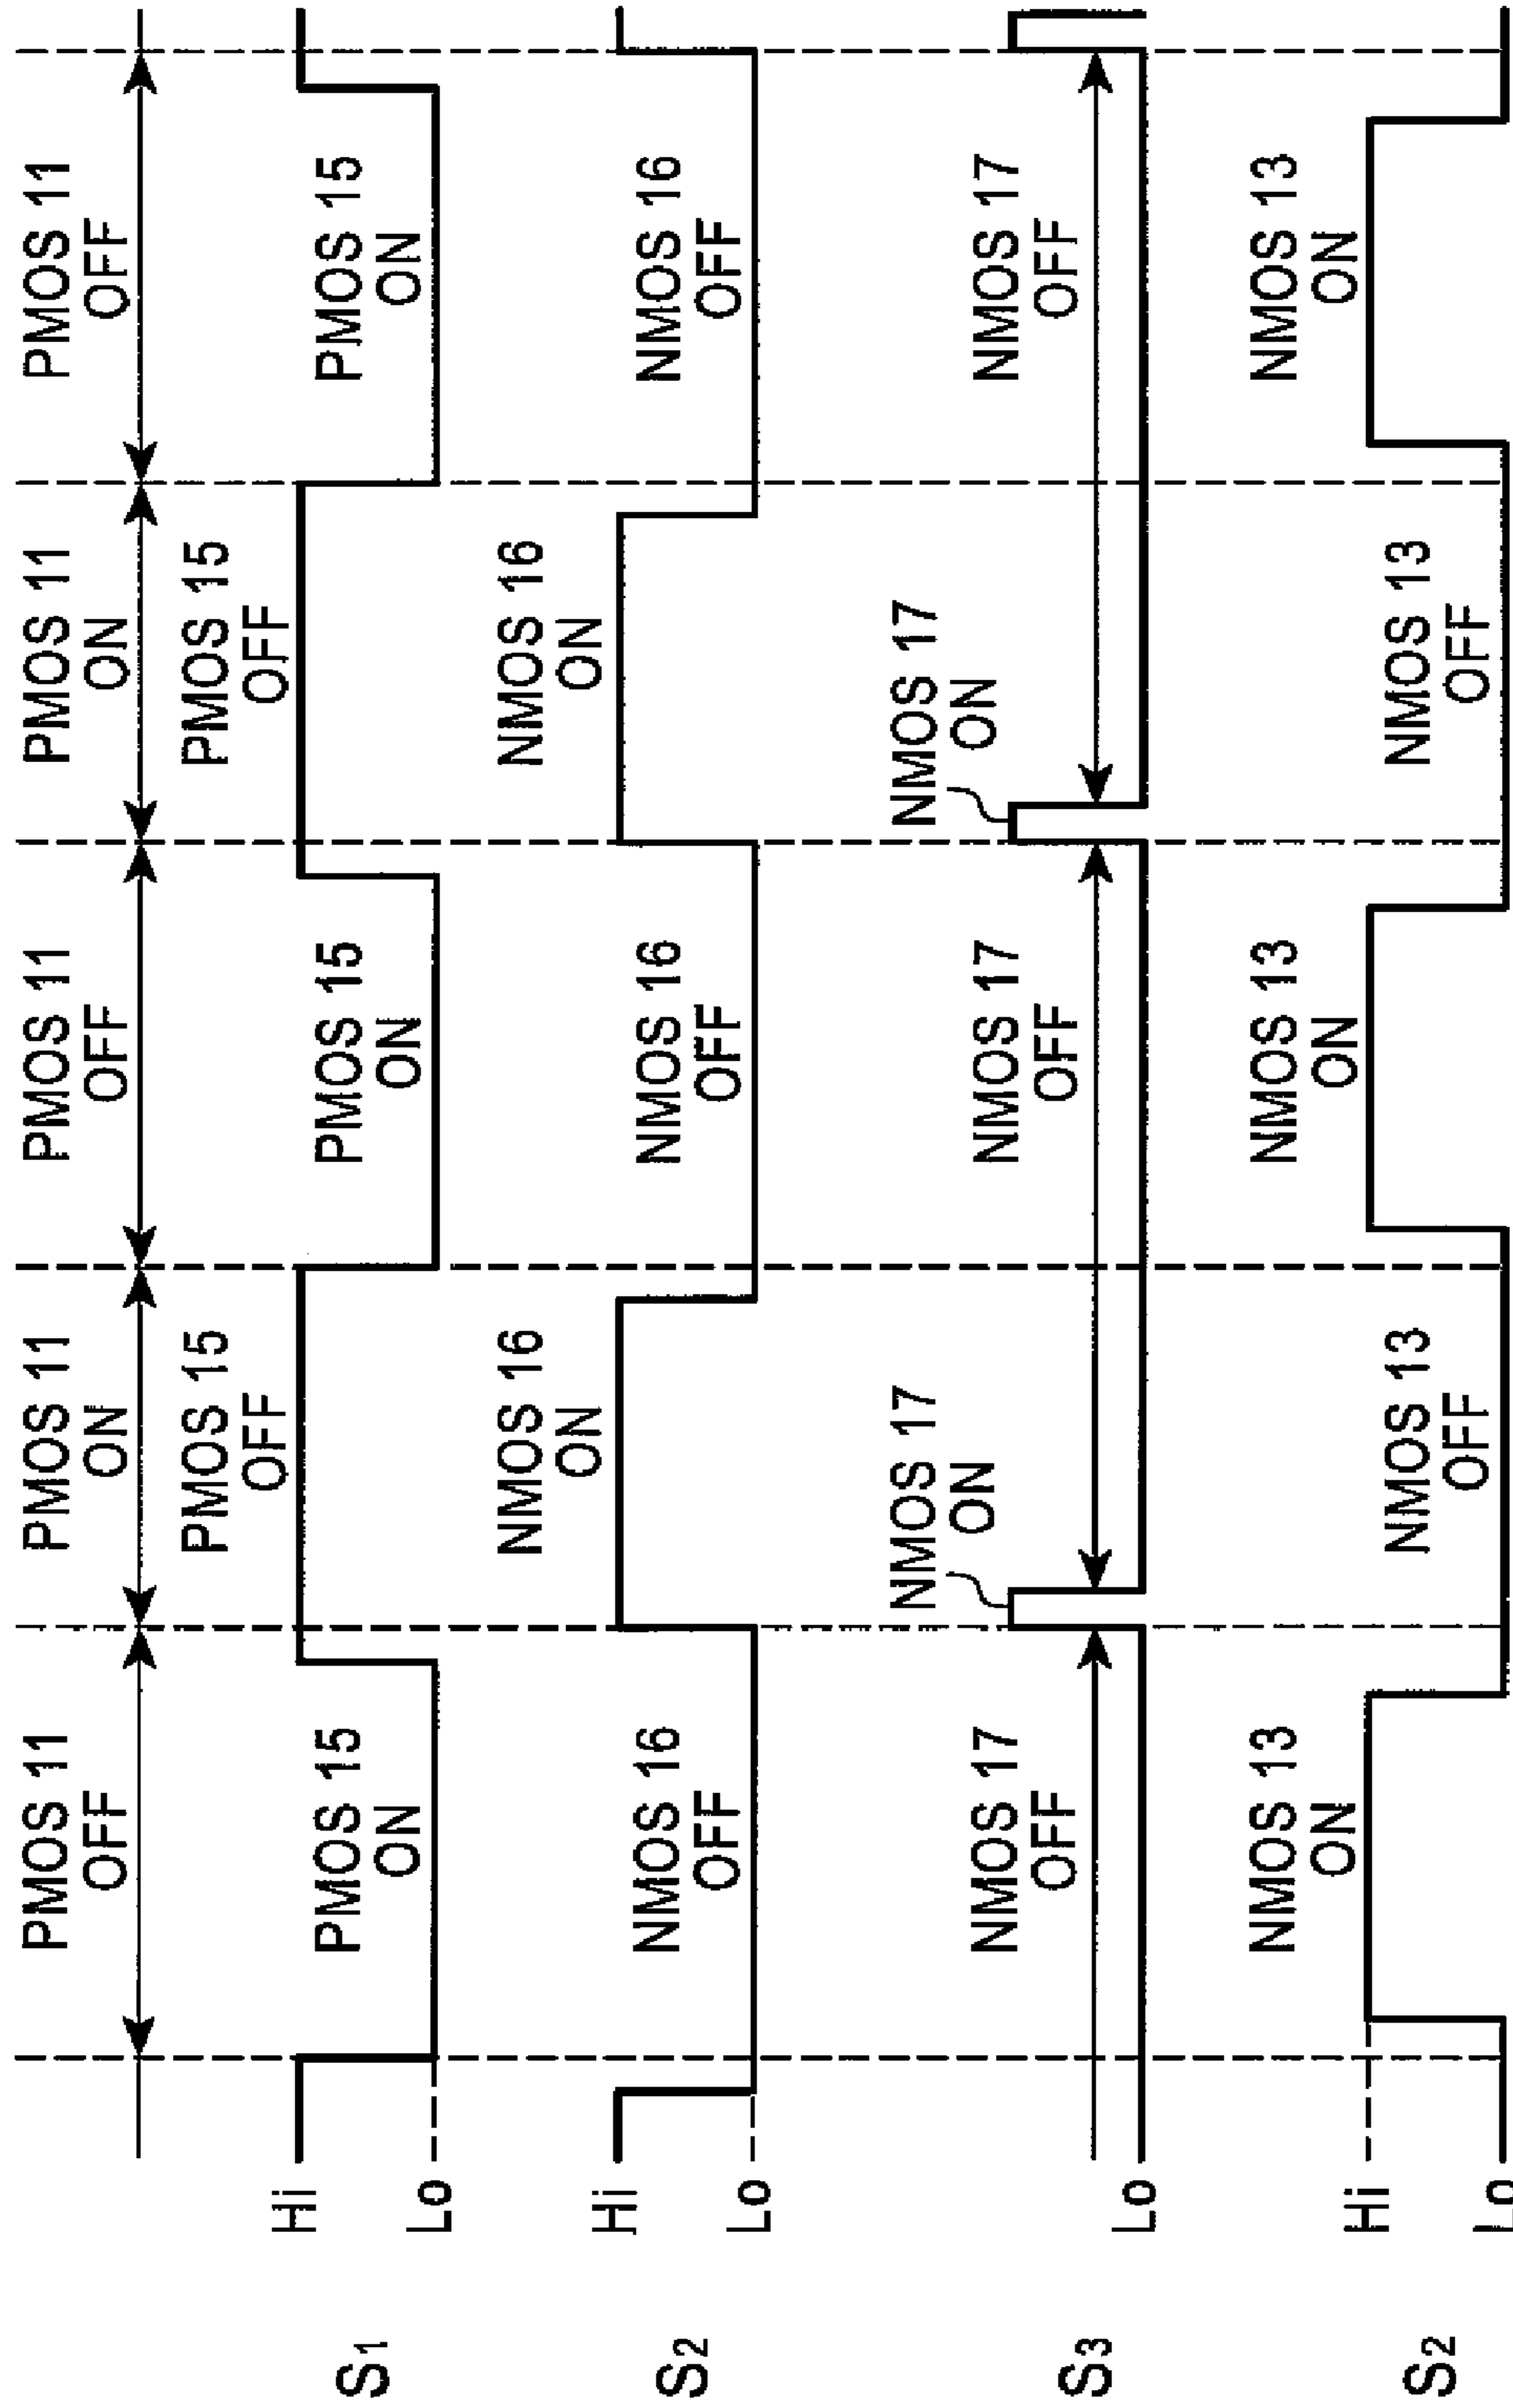 PMOS 11
OFF
PMOS 11
ON
PMOS 11
OFF
PMOS 11
ON
PMOS 11
OFF
S1
Hi
Lo
PMOS 15
ON
PMOS 15
OFF
PMOS 15
ON
PMOS 15
OFF
PMOS 15
ON
S2
Hi
Lo
NMOS 16
OFF
NMOS 16
ON
NMOS 16
OFF
NMOS 16
ON
NMOS 16
OFF
S3
Lo
NMOS 17
OFF
NMOS 17
ON
NMOS 17
OFF
NMOS 17
ON
NMOS 17
OFF
S2
Hi
Lo
NMOS 13
ON
NMOS 13
OFF
NMOS 13
ON
NMOS 13
OFF
NMOS 13
ON